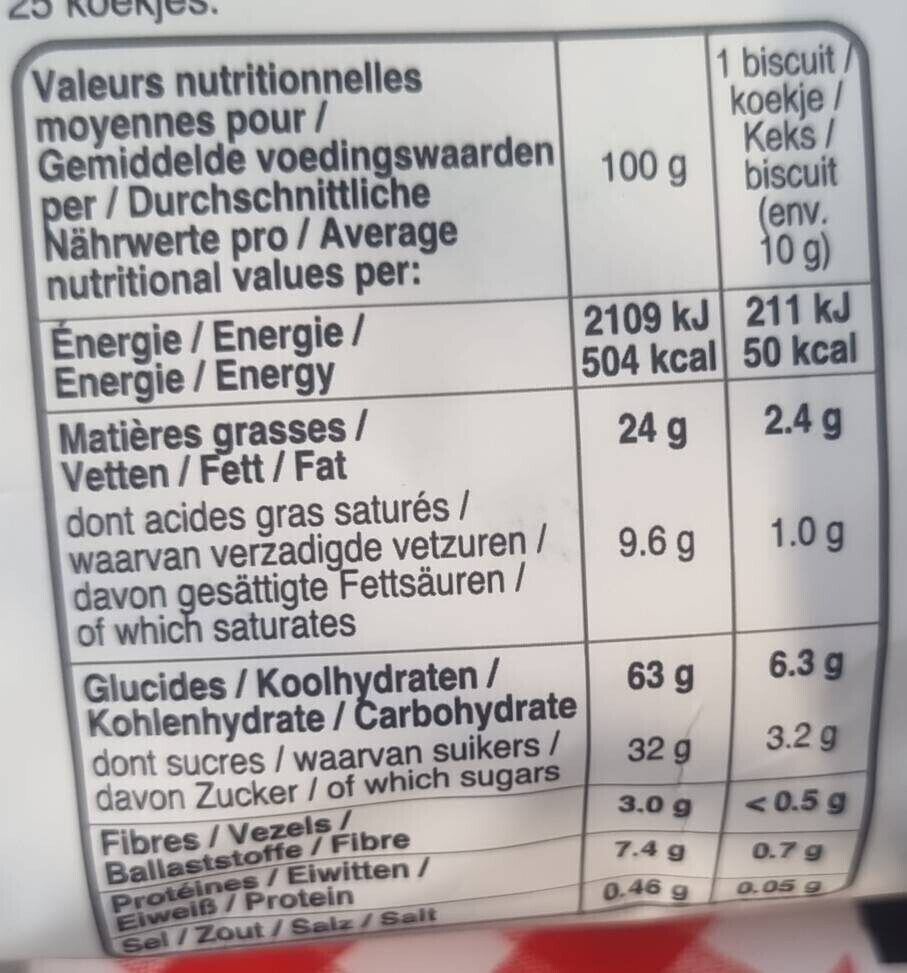 25 koekjes.
Valeurs nutritionnelles
moyennes pour /
Gemiddelde voedingswaarden
per / Durchschnittliche
Nährwerte pro / Average
nutritional values per:
100 g
1 biscuit /
koekje /
Keks /
biscuit
(env.
10 g)
Énergie / Energie /
Energie / Energy
2109 kJ 211 kJ
504 kcal 50 kcal
Matières grasses /
Vetten / Fett / Fat
24 g 2.4 g
dont acides gras saturés /
waarvan verzadigde vetzuren /
davon gesättigte Fettsäuren /
of which saturates
9.6 g 1.0 g
Glucides / Koolhydraten /
Kohlenhydrate / Carbohydrate
63 g 6.3 g
dont sucres / waarvan suikers /
davon Zucker / of which sugars
32 g 3.2 g
Fibres / Vezels /
Ballaststoffe / Fibre
3.0 g < 0.5 g
Protéines / Eiwitten /
Eiweiß / Protein
7.4 g 0.7 g
Sel / Zout / Salz / Salt
0.46 g 0.05 g